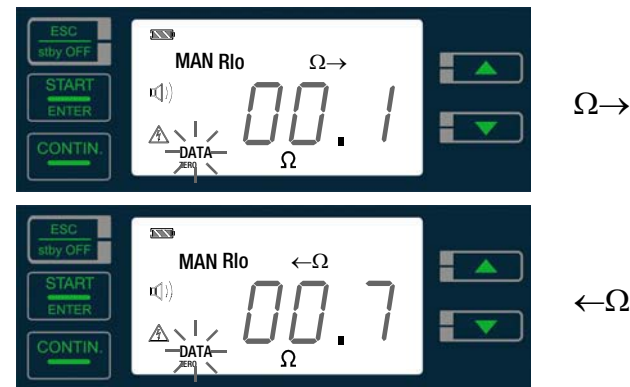 ESC
stby OFF
START
ENTER
CONTIN.
MAN RIo Ω→
00.1
DATA
ZERO
Ω
Ω→
ESC
stby OFF
START
ENTER
CONTIN.
MAN RIo ←Ω
00.7
DATA
ZERO
Ω
←Ω